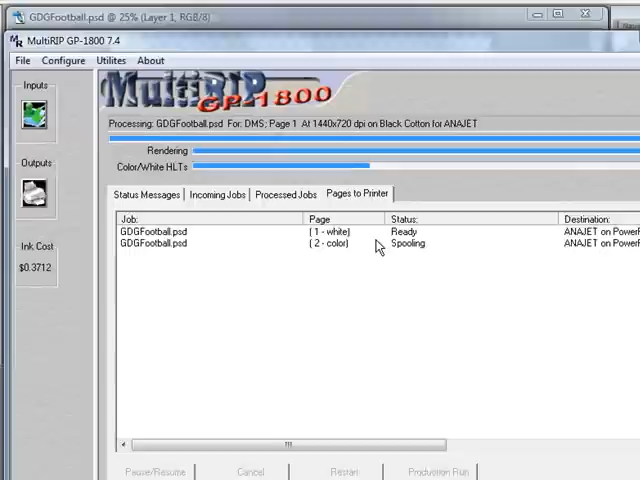 GDGFootball.psd @ 25% (Layer 1, RGB/8)
MultiRIP GP-1800 7.4
File Configure Utilites About
Inputs
MultiRIP
GP-1800
Processing: GDGFootball.psd For: DMS; Page 1 At 1440x720 dpi on Black Cotton for ANAJET
Rendering
Color/White HLTs
Outputs
Status Messages Incoming Jobs Processed Jobs Pages to Printer
Job: Page Status: Destination:
GDGFootball.psd ( 1 - white) Ready ANAJET on PowerF
GDGFootball.psd ( 2 - color) Spooling ANAJET on PowerF
Ink Cost
$0.3712
Pause/Resume Cancel Restart Production Run